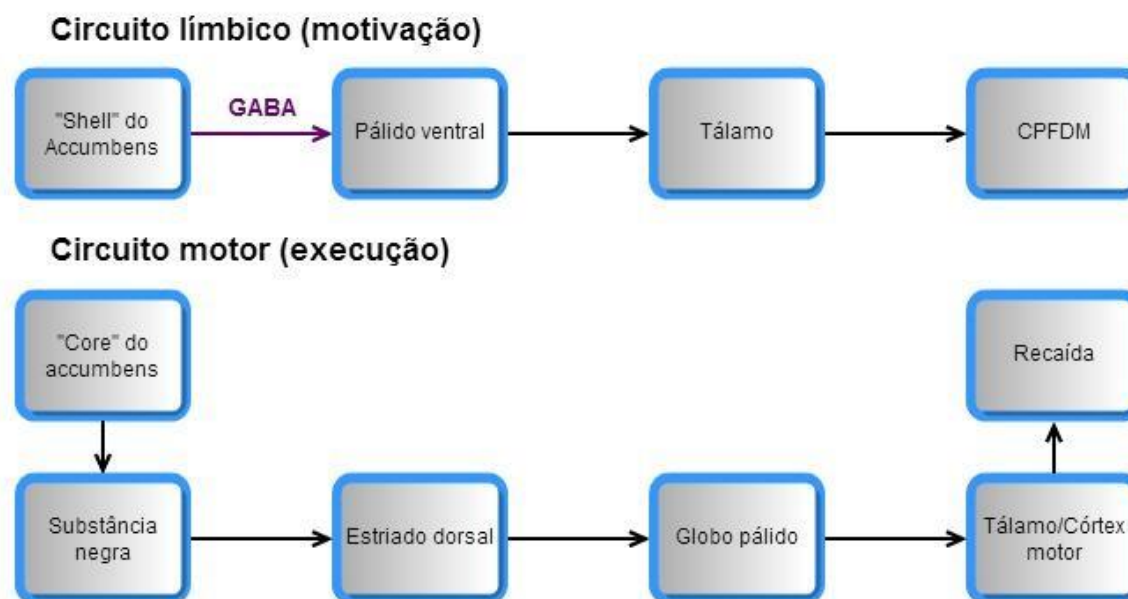 Circuito límbico (motivação)
"Shell" do
Accumbens
GABA
Pálido ventral
Tálamo
CPFDM
Circuito motor (execução)
"Core" do
accumbens
Recaída
Substância
negra
Estriado dorsal
Globo pálido
Tálamo/Córtex
motor